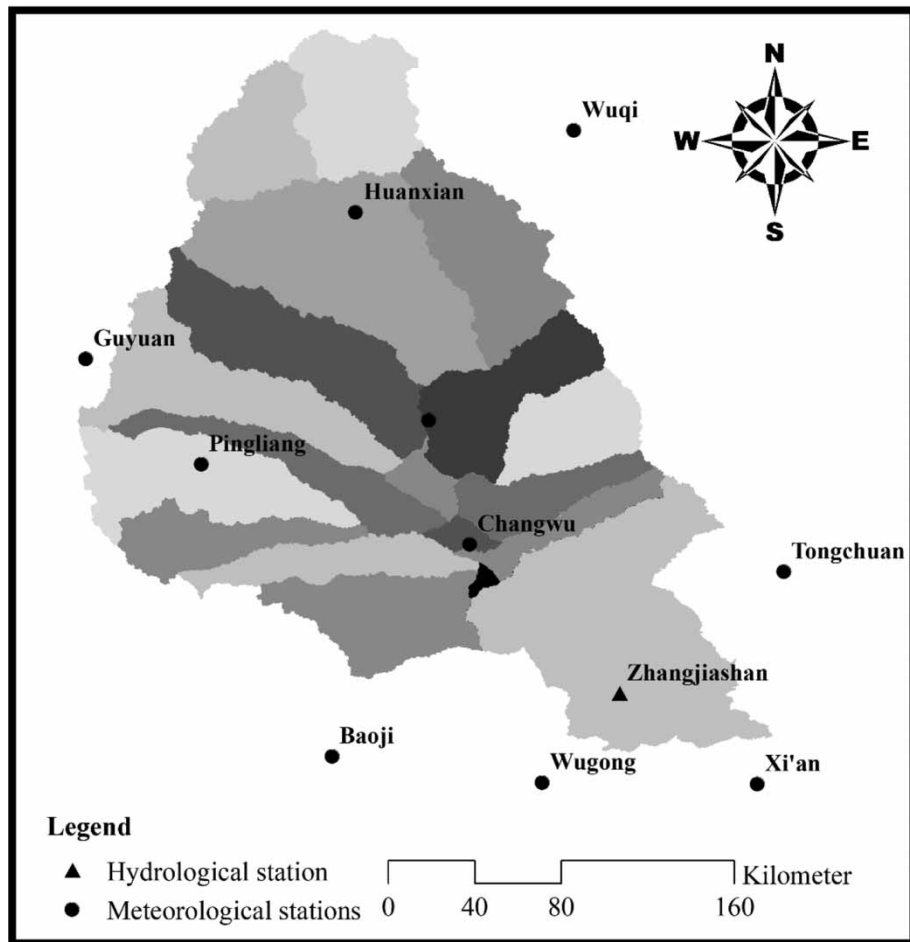 N
Wuqi
W
E
Huanxian
S
Guyuan
Pingliang
Changwu
Tongchuan
Zhangjiashan
Baoji
Wugong
Xi'an
Legend
Hydrological station
Meteorological stations
Kilometer
0 40 80 160